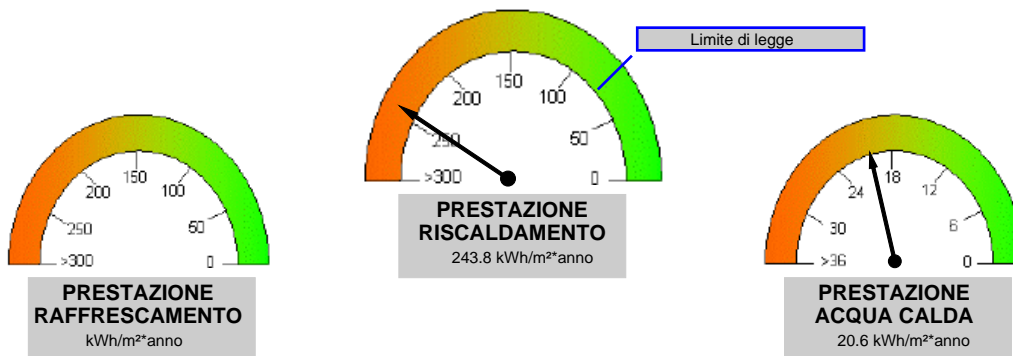 Limite di legge
150
200
100
250
50
>300
0
PRESTAZIONE
RISCALDAMENTO
243.8 kWh/m²*anno
150
200
100
250
50
>300
0
PRESTAZIONE
RAFFRESCAMENTO
kWh/m²*anno
18
24
12
30
6
>36
0
PRESTAZIONE
ACQUA CALDA
20.6 kWh/m²*anno